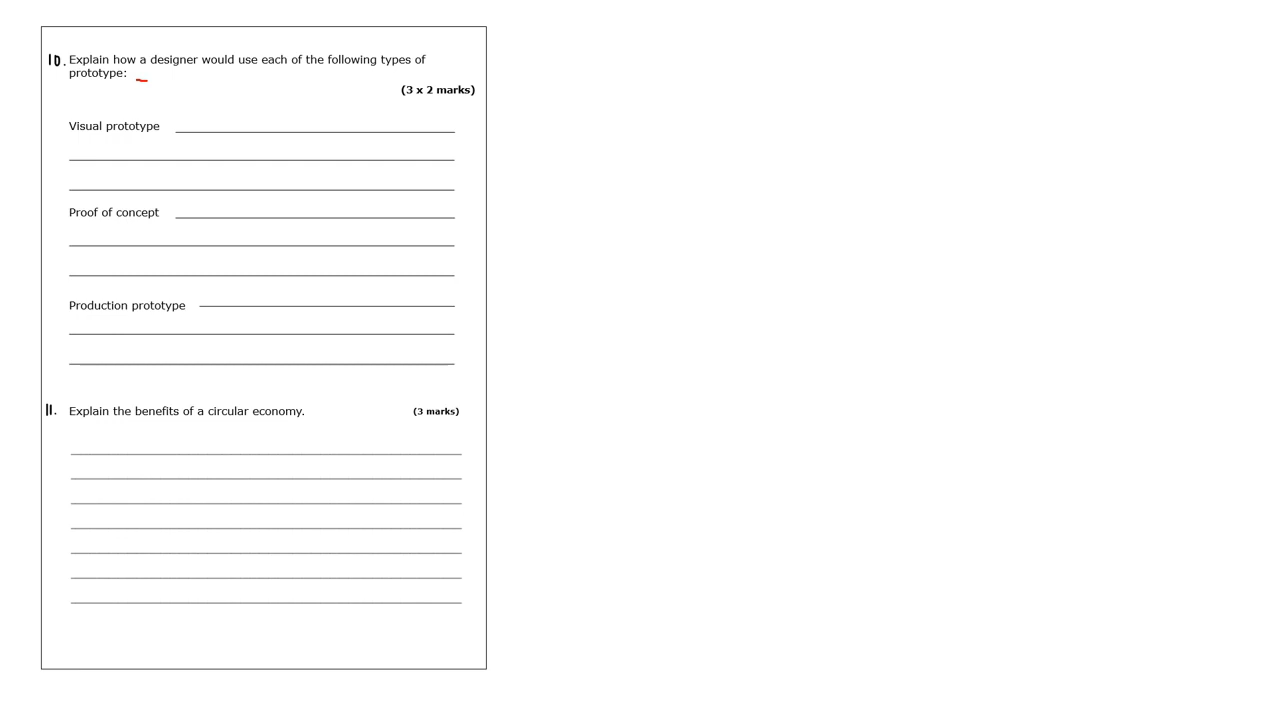 10. Explain how a designer would use each of the following types of
prototype:
(3 x 2 marks)
Visual prototype
Proof of concept
Production prototype
11. Explain the benefits of a circular economy. (3 marks)